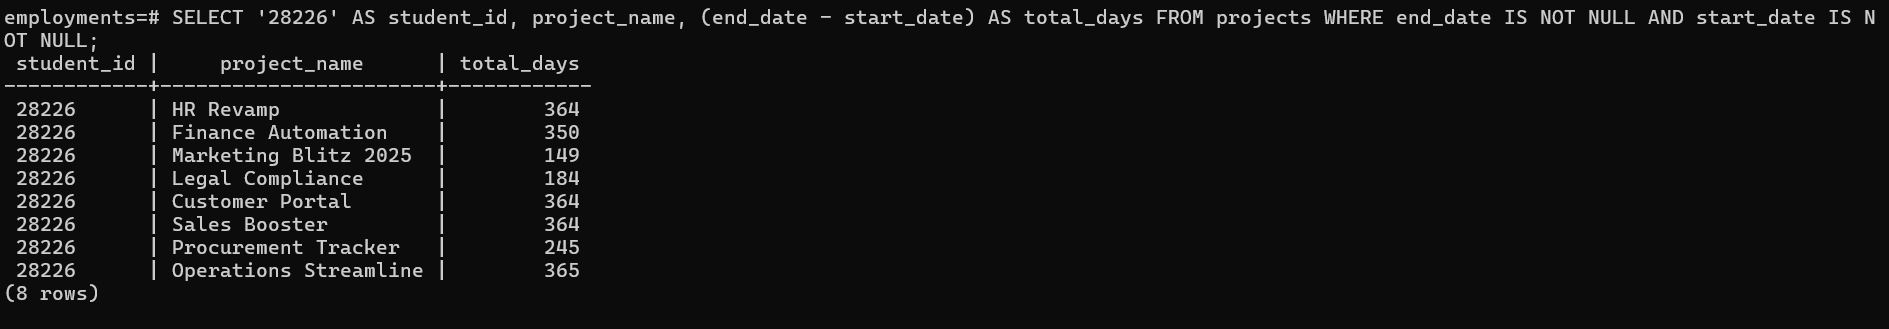 employments=# SELECT '28226' AS student_id, project_name, (end_date - start_date) AS total_days FROM projects WHERE end_date IS NOT NULL AND start_date IS N
OT NULL;
 student_id |     project_name      | total_days
------------+-----------------------+------------
 28226      | HR Revamp             |        364
 28226      | Finance Automation    |        350
 28226      | Marketing Blitz 2025  |        149
 28226      | Legal Compliance      |        184
 28226      | Customer Portal       |        364
 28226      | Sales Booster         |        364
 28226      | Procurement Tracker   |        245
 28226      | Operations Streamline |        365
(8 rows)